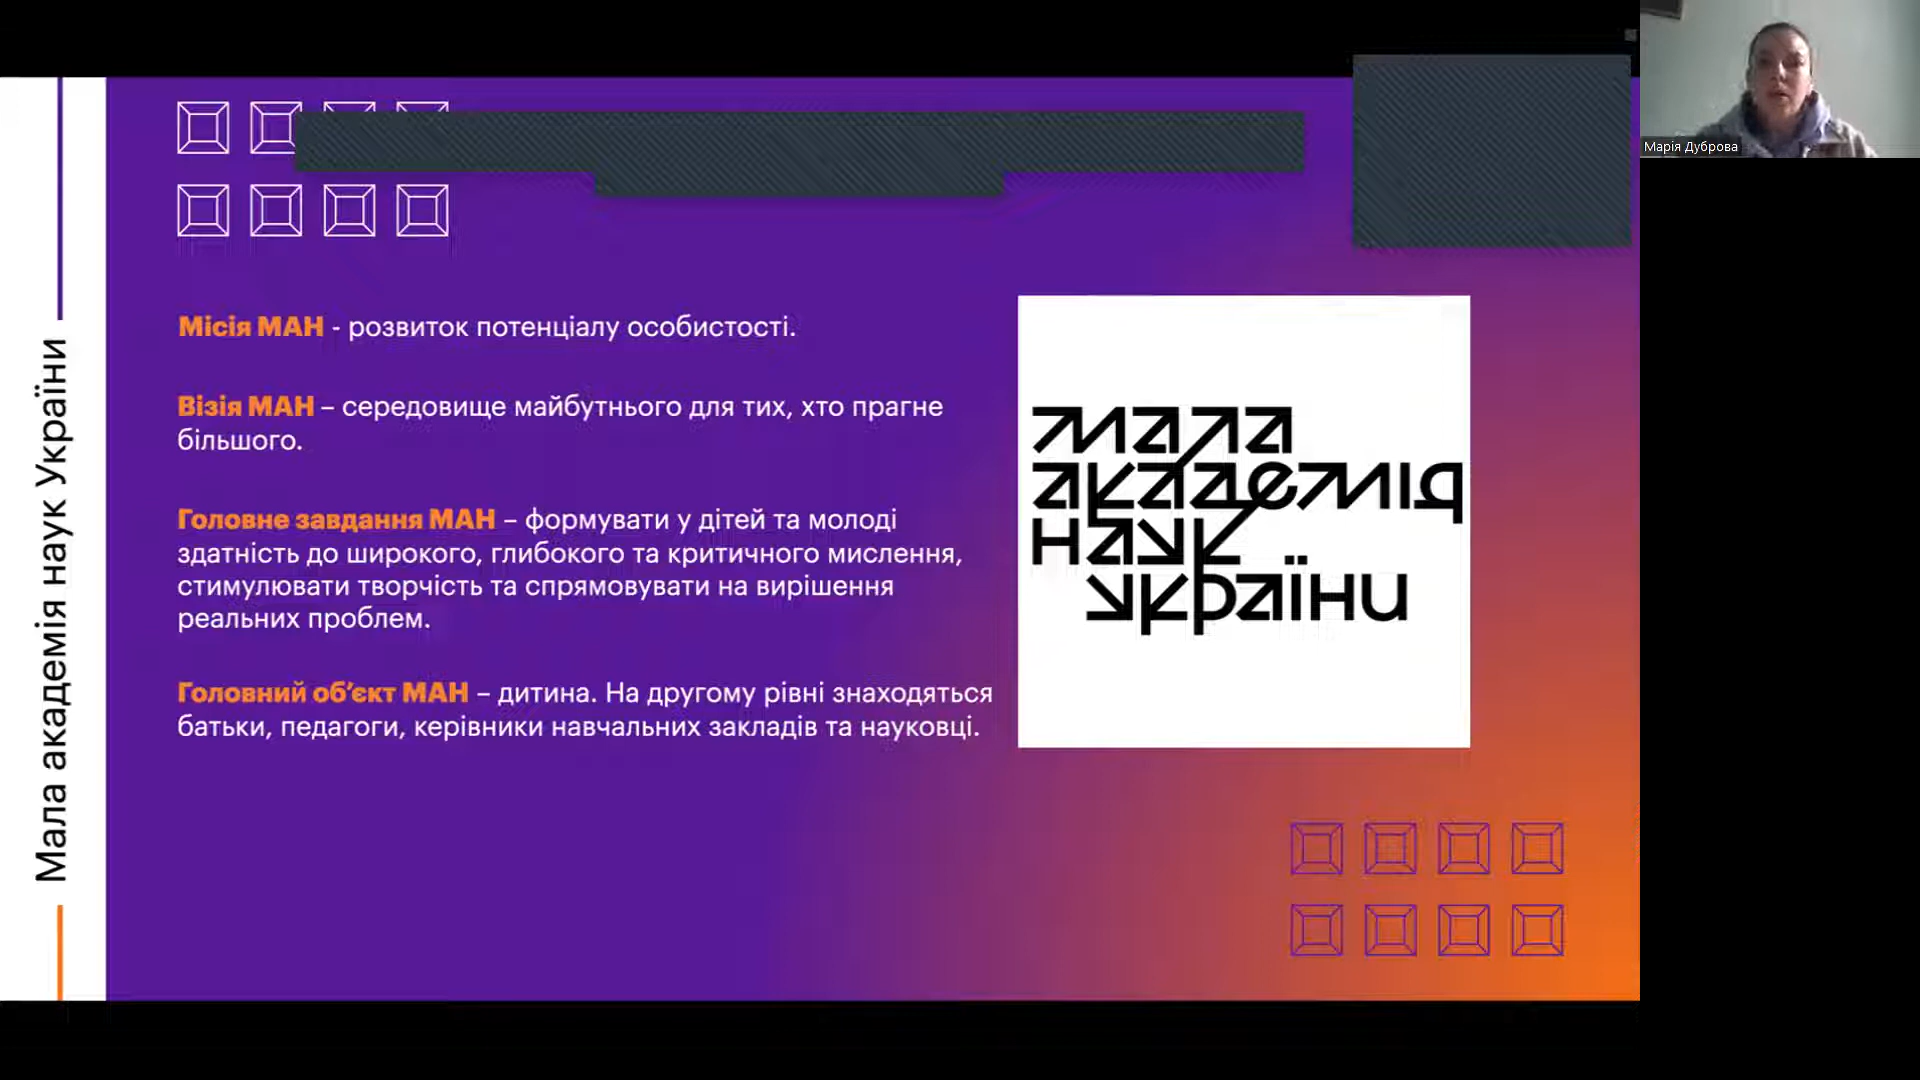 Мала академія наук України
Місія МАН - розвиток потенціалу особистості.
Візія МАН – середовище майбутнього для тих, хто прагне
більшого.
Головне завдання МАН – формувати у дітей та молоді
здатність до широкого, глибокого та критичного мислення,
стимулювати творчість та спрямовувати на вирішення
реальних проблем.
Головний об’єкт МАН – дитина. На другому рівні знаходяться
батьки, педагоги, керівники навчальних закладів та науковці.
мала
академія
наук
україни
Марія Дуброва